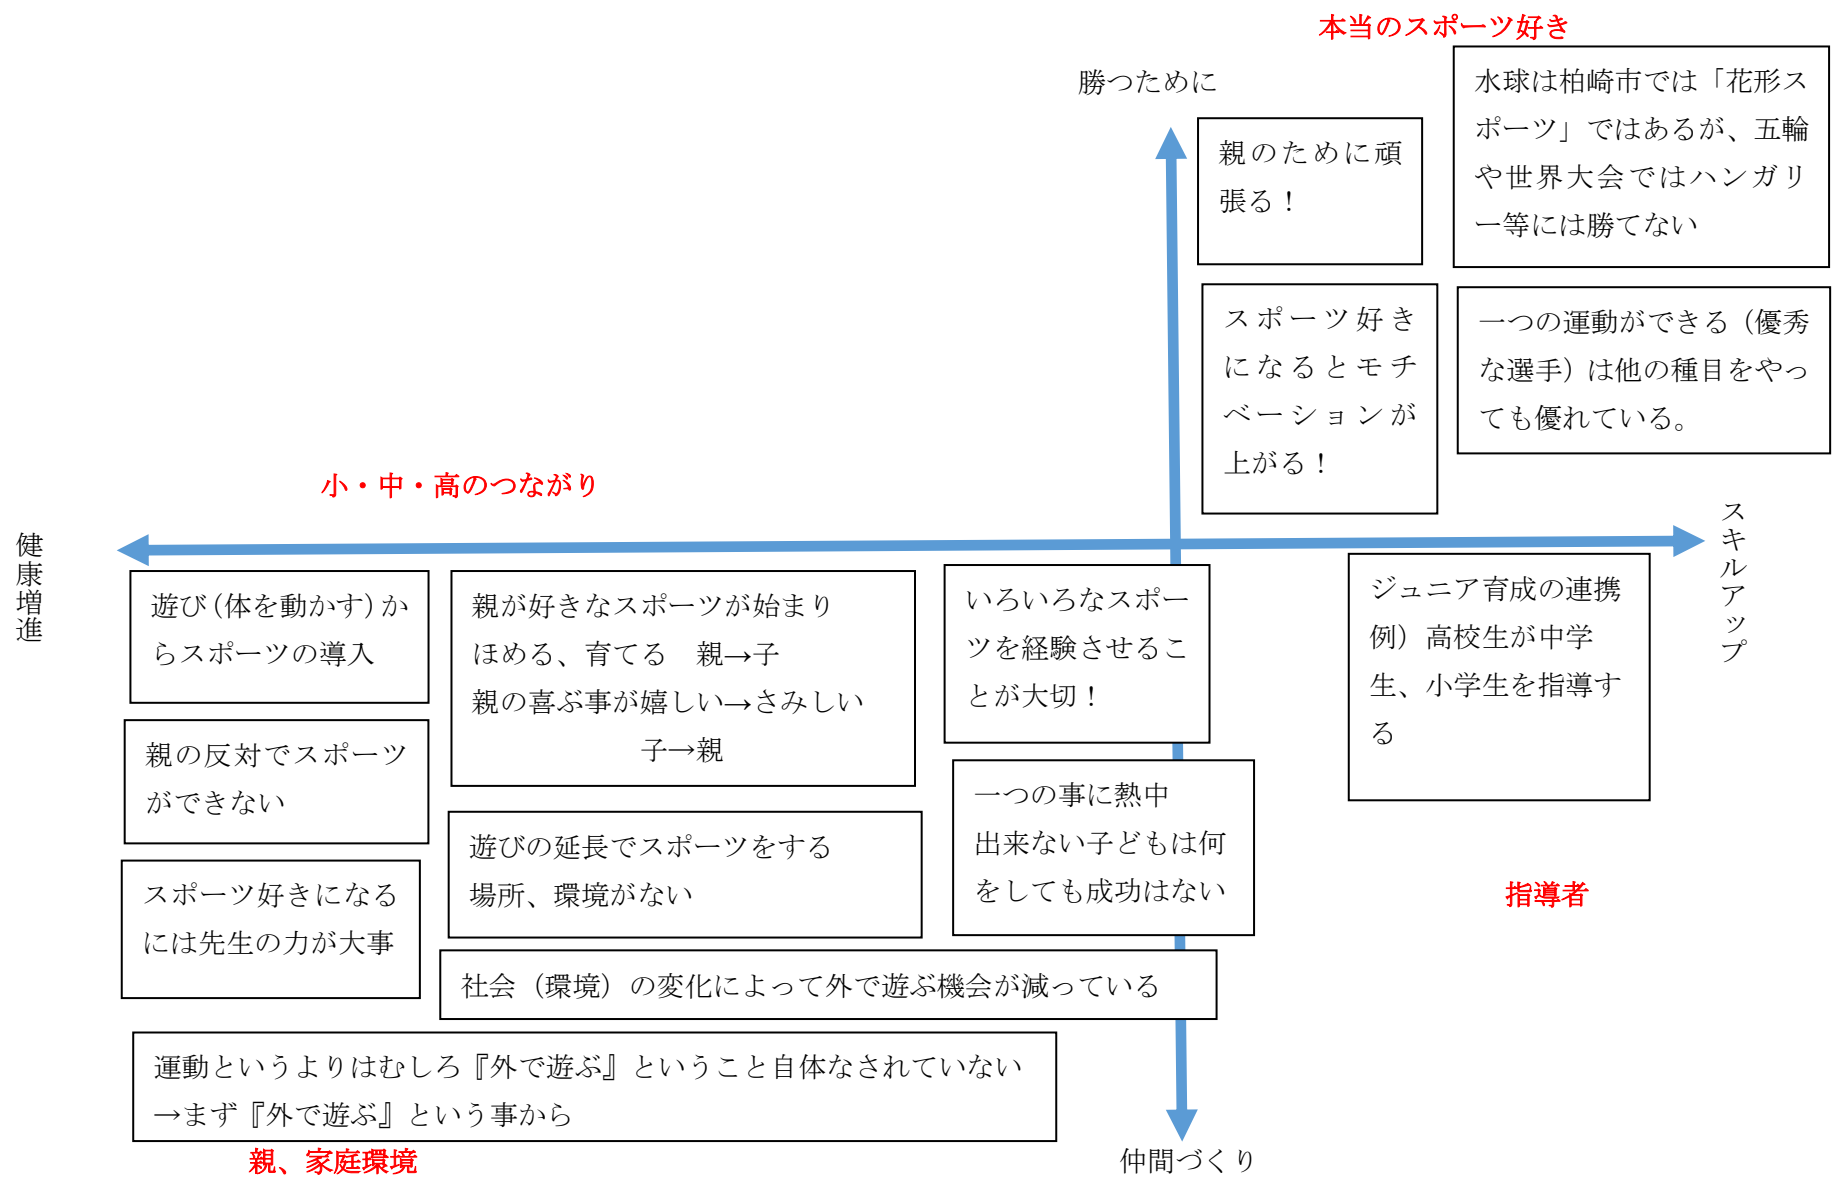 本当のスポーツ好き
勝つために
水球は柏崎市では「花形ス
ポーツ」ではあるが、五輪
や世界大会ではハンガリ
ー等には勝てない
親のために頑
張る！
スポーツ好き
になるとモチ
ベーションが
上がる！
一つの運動ができる（優秀
な選手）は他の種目をやっ
ても優れている。
小・中・高のつながり
健康増進
スキルアップ
遊び（体を動かす）か
らスポーツの導入
親が好きなスポーツが始まり
ほめる、育てる　親→子
親の喜ぶ事が嬉しい→さみしい
子→親
いろいろなスポー
ツを経験させるこ
とが大切！
ジュニア育成の連携
例）高校生が中学
生、小学生を指導す
る
親の反対でスポーツ
ができない
一つの事に熱中
出来ない子どもは何
をしても成功はない
遊びの延長でスポーツをする
場所、環境がない
スポーツ好きになる
には先生の力が大事
指導者
社会（環境）の変化によって外で遊ぶ機会が減っている
運動というよりはむしろ『外で遊ぶ』ということ自体なされていない
→まず『外で遊ぶ』という事から
親、家庭環境
仲間づくり